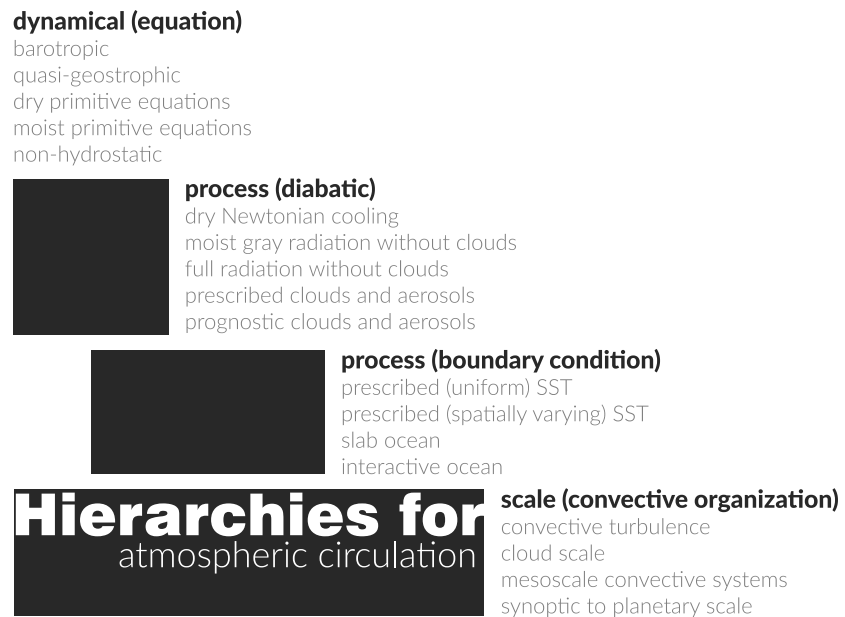 dynamical (equation)
barotropic
quasi-geostrophic
dry primitive equations
moist primitive equations
non-hydrostatic
process (diabatic)
dry Newtonian cooling
moist gray radiation without clouds
full radiation without clouds
prescribed clouds and aerosols
prognostic clouds and aerosols
process (boundary condition)
prescribed (uniform) SST
prescribed (spatially varying) SST
slab ocean
interactive ocean
Hierarchies for
atmospheric circulation
scale (convective organization)
convective turbulence
cloud scale
mesoscale convective systems
synoptic to planetary scale